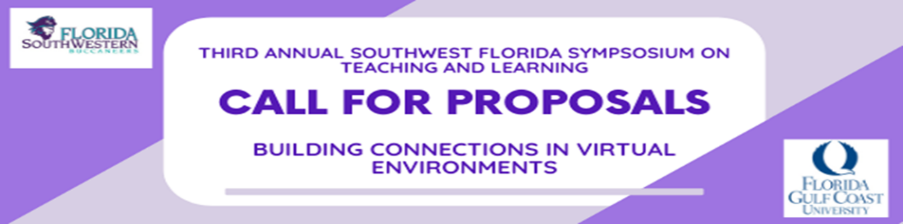 FLORIDA
SOUTHWESTERN
BUCCANEERS
THIRD ANNUAL SOUTHWEST FLORIDA SYMPSOSIUM ON
TEACHING AND LEARNING
CALL FOR PROPOSALS
BUILDING CONNECTIONS IN VIRTUAL
ENVIRONMENTS
FLORIDA
GULF COAST
UNIVERSITY